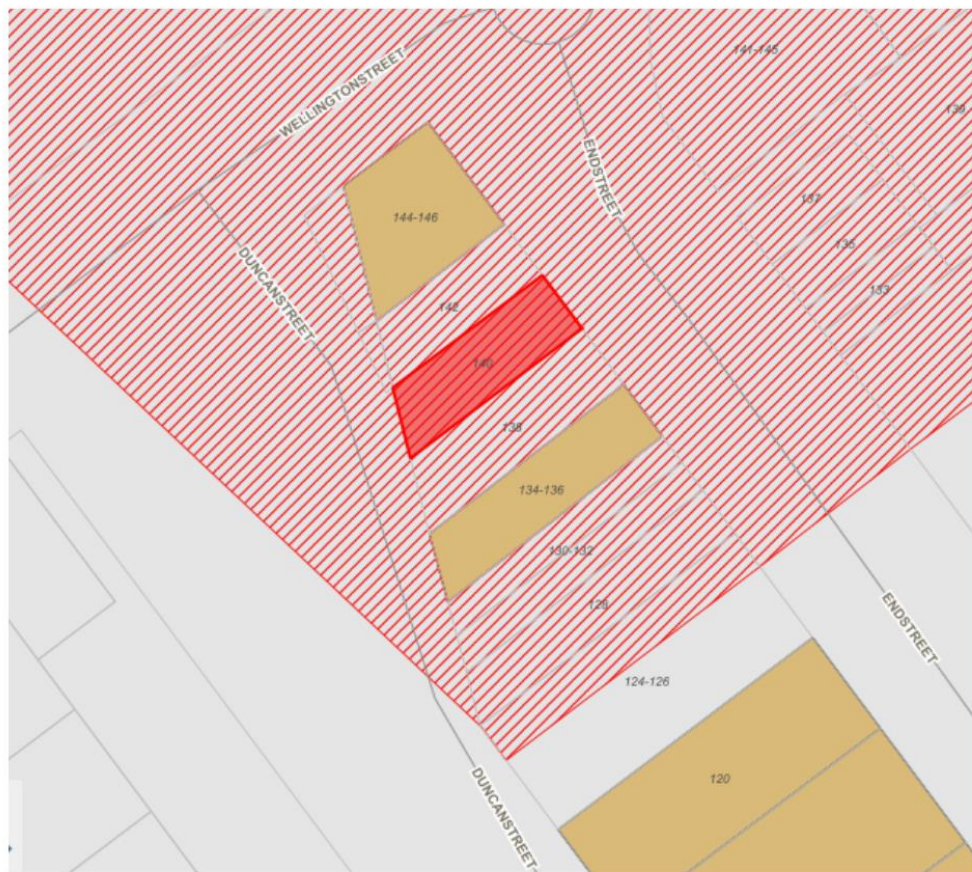 141-145
WELLINGTONSTREET
139
ENDSTREET
137
144-146
135
DUNCANSTREET
133
142
140
138
134-136
130-132
128
ENDSTREET
124-126
120
DUNCANSTREET